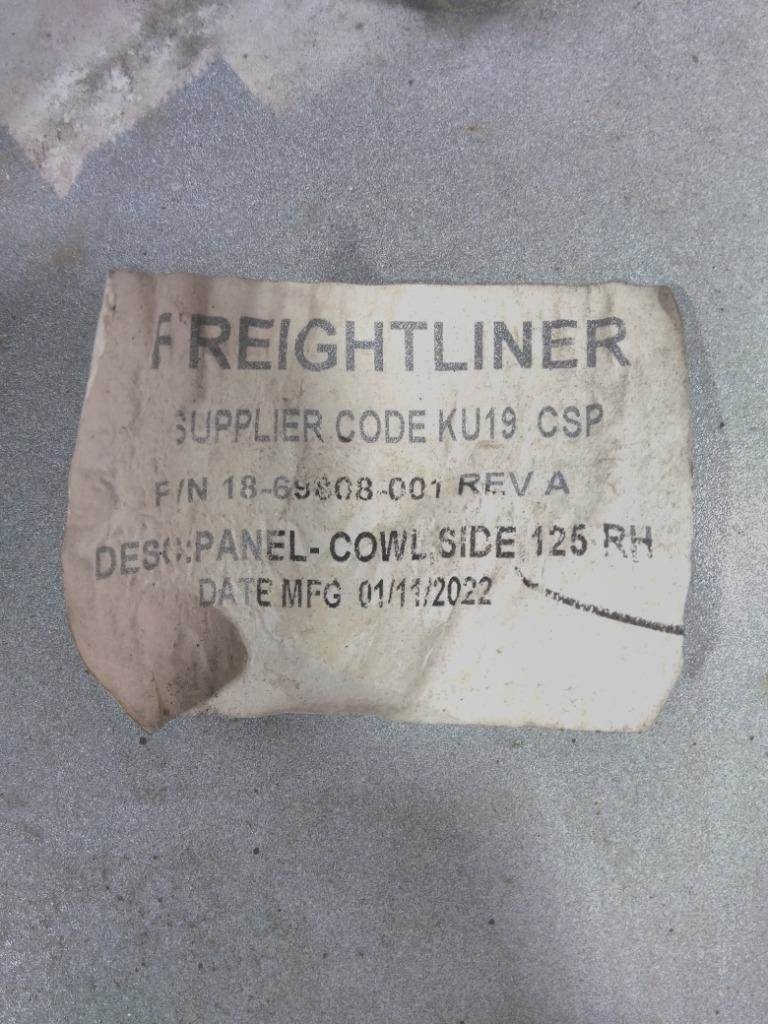 FREIGHTLINER
SUPPLIER CODE KU19 CSP
P/N 18-69808-001 REV A
DESC:PANEL- COWL SIDE 125 RH
DATE MFG 01/11/2022